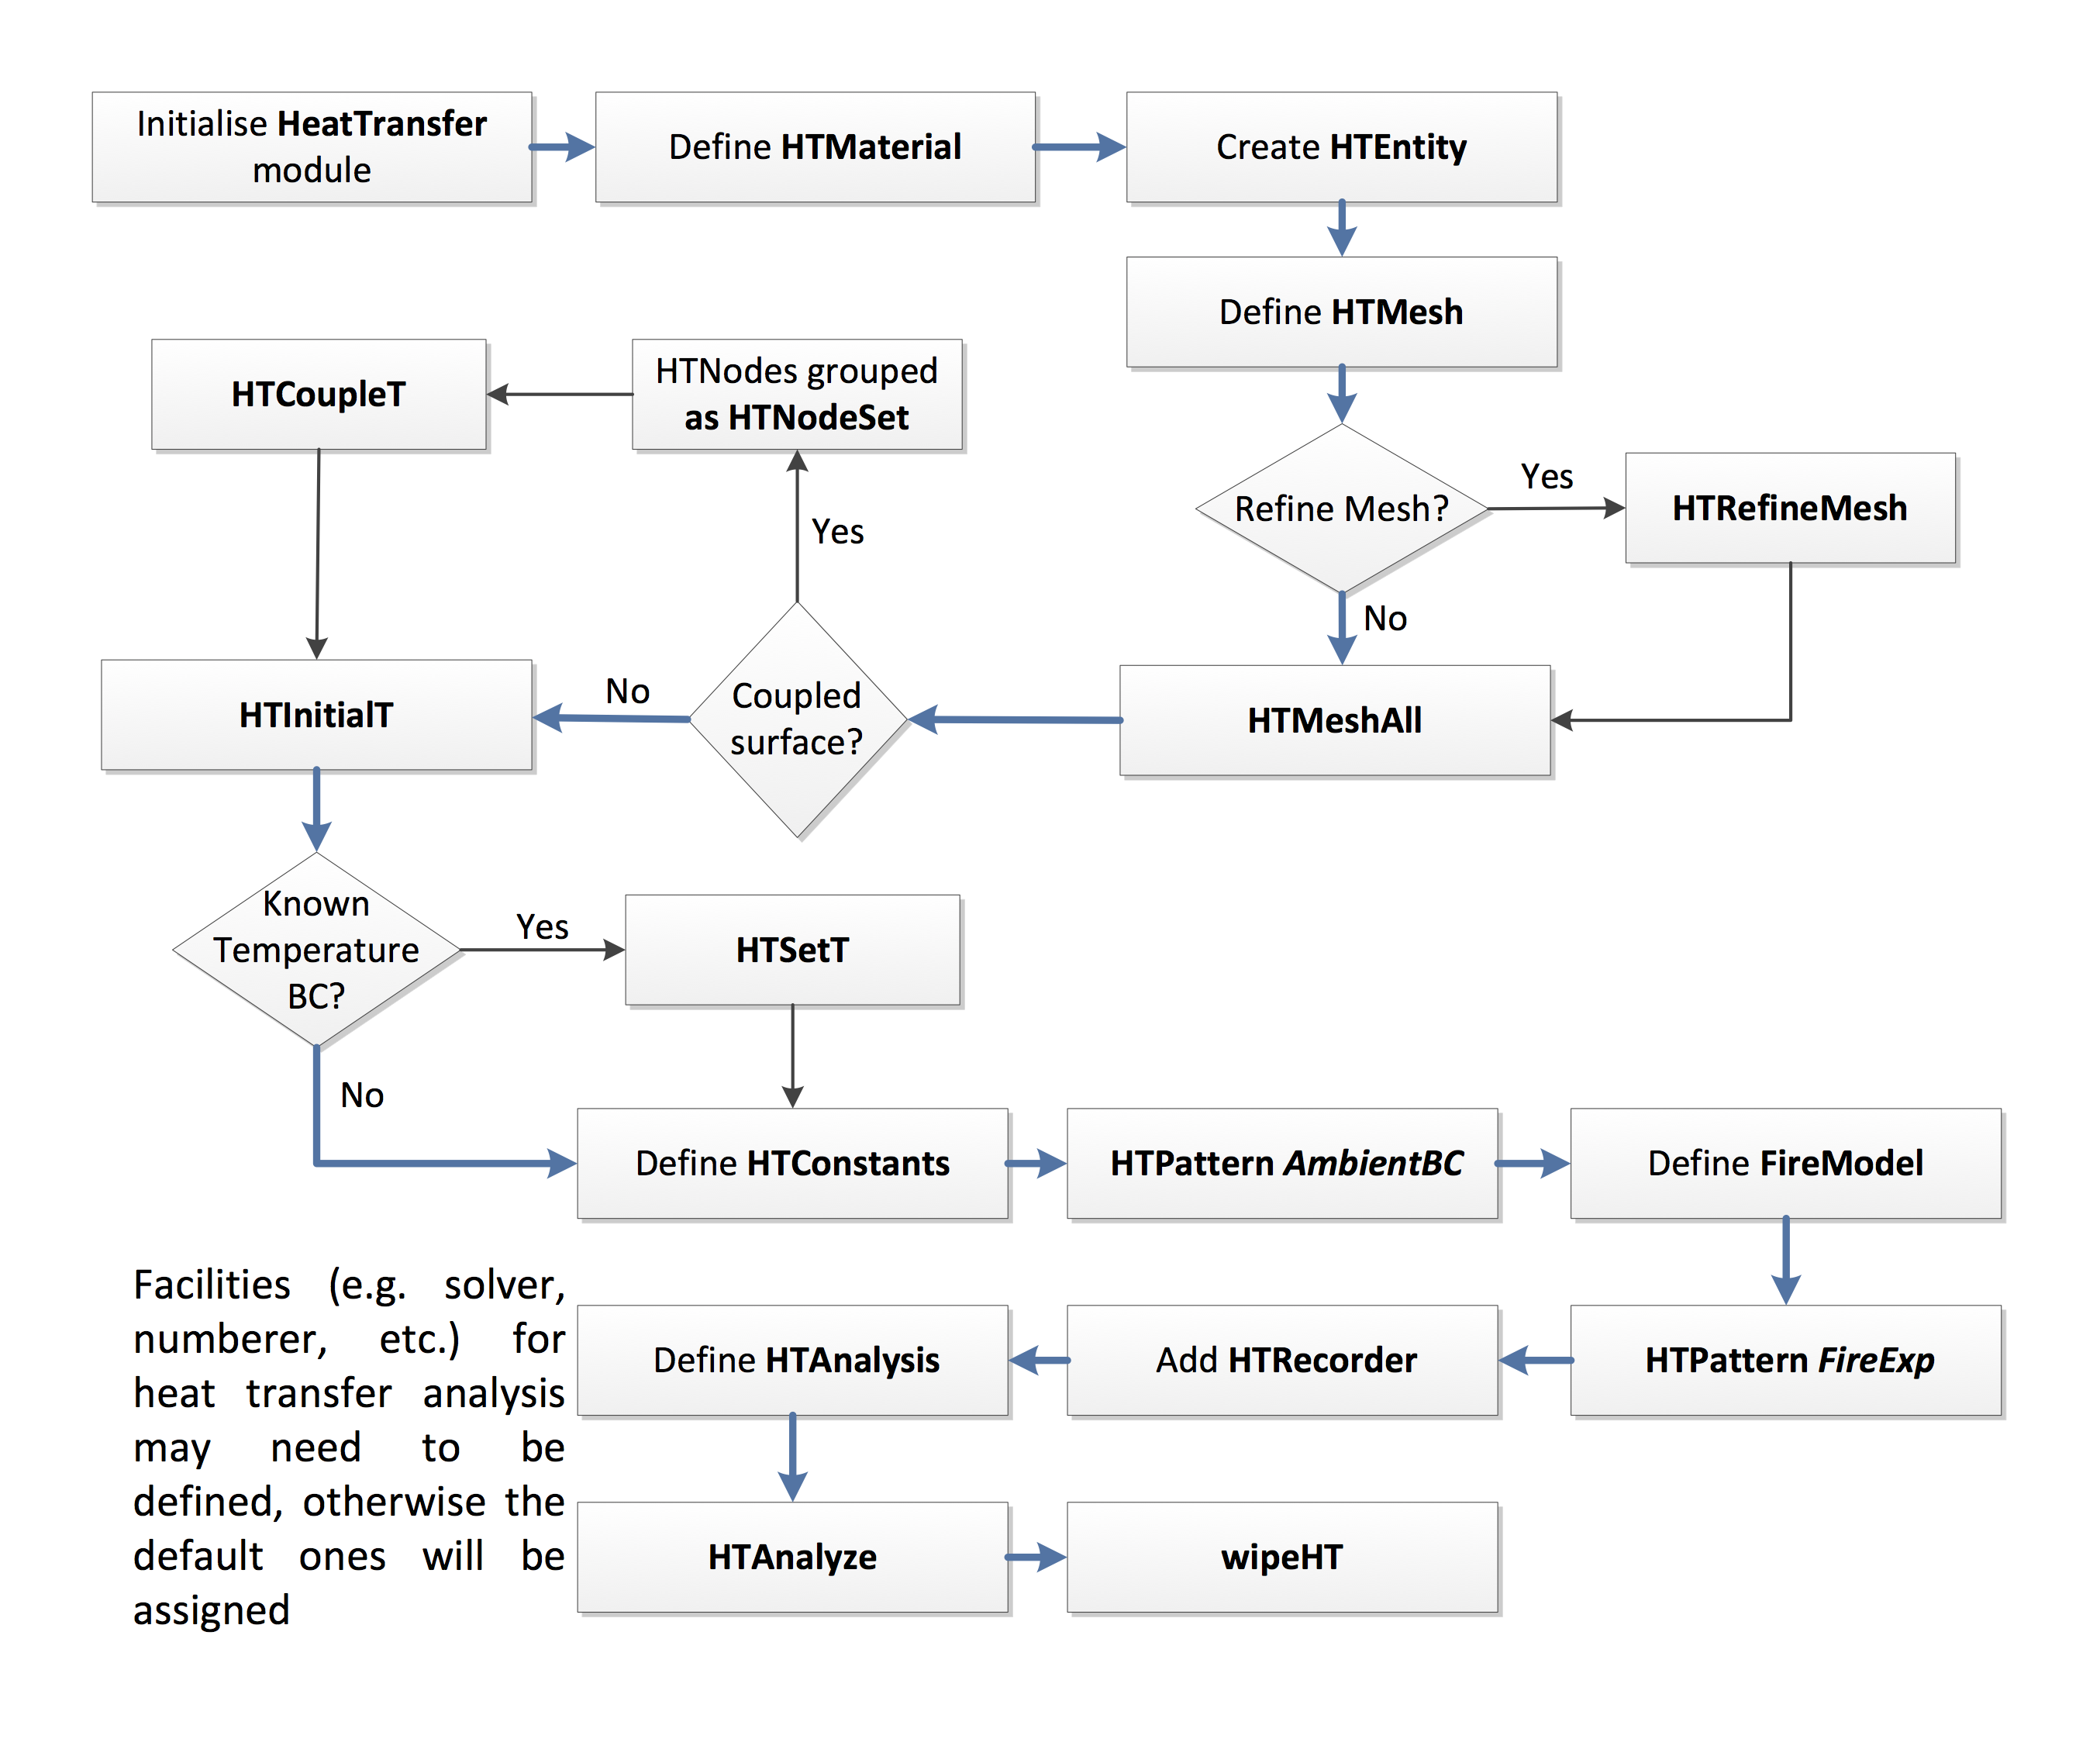 Initialise HeatTransfer
module
Define HTMaterial
Create HTEntity
Define HTMesh
HTCoupleT
HTNodes grouped
as HTNodeSet
Refine Mesh?
Yes
HTRefineMesh
Yes
No
HTInitialT
No
Coupled
surface?
HTMeshAll
Known
Temperature
BC?
Yes
HTSetT
No
Define HTConstants
HTPattern AmbientBC
Define FireModel
Facilities (e.g. solver,
numberer, etc.) for
heat transfer analysis
may need to be
defined, otherwise the
default ones will be
assigned
Define HTAnalysis
Add HTRecorder
HTPattern FireExp
HTAnalyze
wipeHT